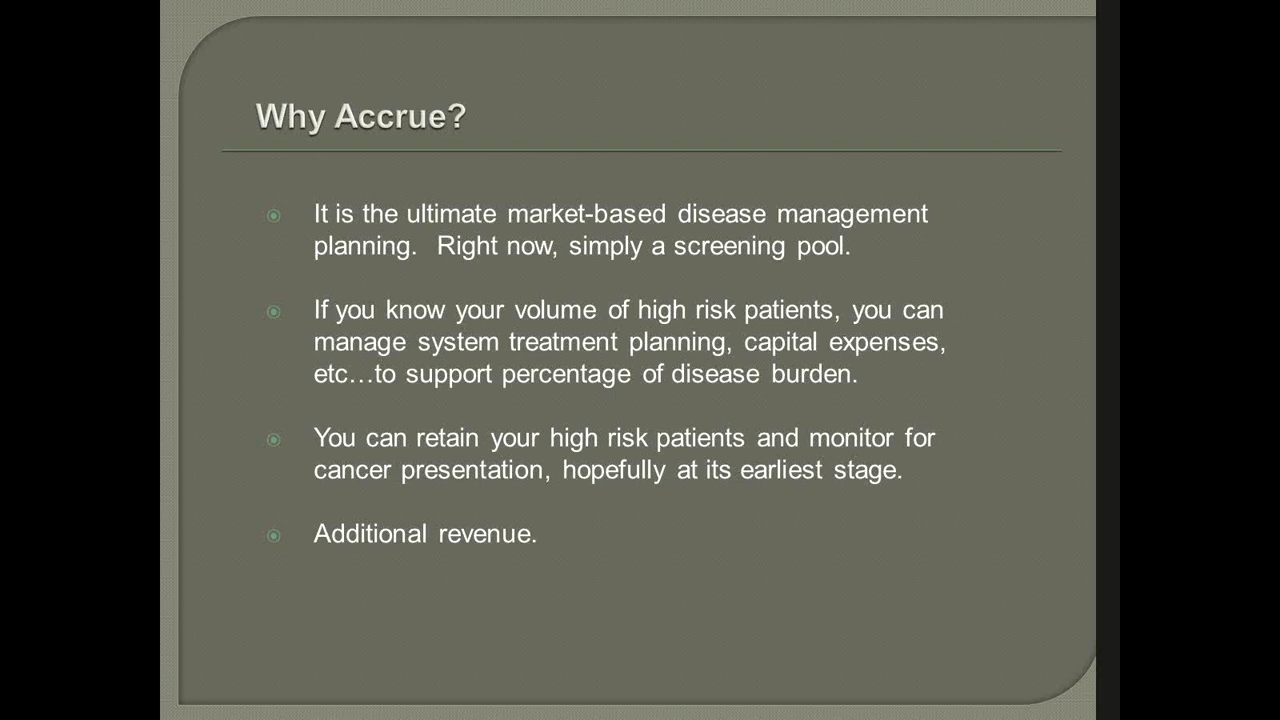 Why Accrue?
It is the ultimate market-based disease management
planning.  Right now, simply a screening pool.
If you know your volume of high risk patients, you can
manage system treatment planning, capital expenses,
etc…to support percentage of disease burden.
You can retain your high risk patients and monitor for
cancer presentation, hopefully at its earliest stage.
Additional revenue.